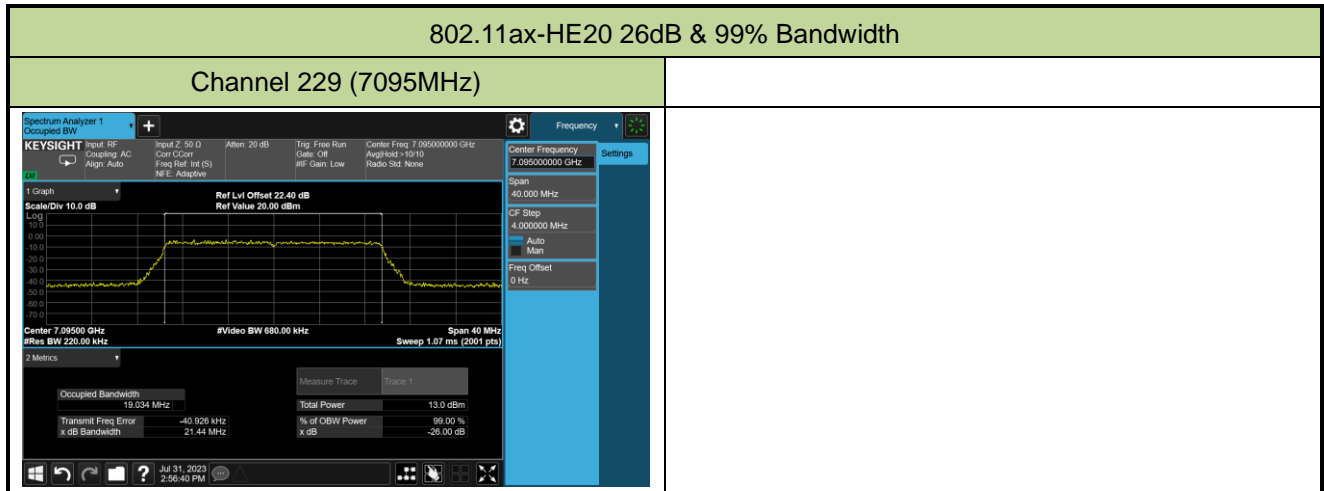 802.11ax-HE20 26dB & 99% Bandwidth
Channel 229 (7095MHz)
Spectrum Analyzer 1
Occupied BW
+
Frequency
KEYSIGHT
Input: RF
Coupling: AC
Align: Auto
Input Z: 50 Ω
Corr CCorr
Freq Ref: Int (S)
NFE: Adaptive
Atten: 20 dB
Trig: Free Run
Gate: Off
#IF Gain: Low
Center Freq: 7.095000000 GHz
Avg|Hold:>10/10
Radio Std: None
Center Frequency
7.095000000 GHz
Settings
Span
40.000 MHz
CF Step
4.000000 MHz
Auto
Man
Freq Offset
0 Hz
1 Graph
Scale/Div 10.0 dB
Ref Lvl Offset 22.40 dB
Ref Value 20.00 dBm
Log
10.0
0.00
-10.0
-20.0
-30.0
-40.0
-50.0
-60.0
-70.0
Center 7.09500 GHz
#Video BW 680.00 kHz
Span 40 MHz
#Res BW 220.00 kHz
Sweep 1.07 ms (2001 pts)
2 Metrics
Measure Trace
Trace 1
Occupied Bandwidth
19.034 MHz
Total Power
13.0 dBm
Transmit Freq Error
-40.926 kHz
% of OBW Power
99.00 %
x dB Bandwidth
21.44 MHz
x dB
-26.00 dB
?
Jul 31, 2023
2:56:40 PM